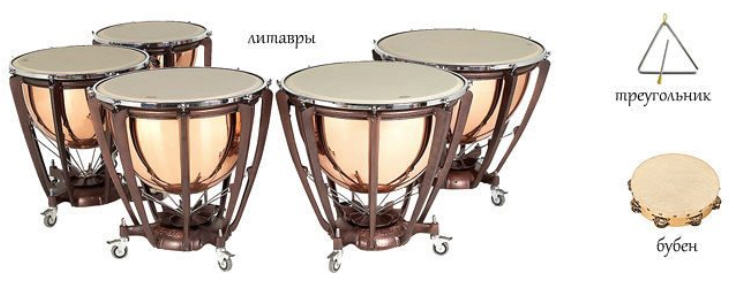 литавры
треугольник
бубен